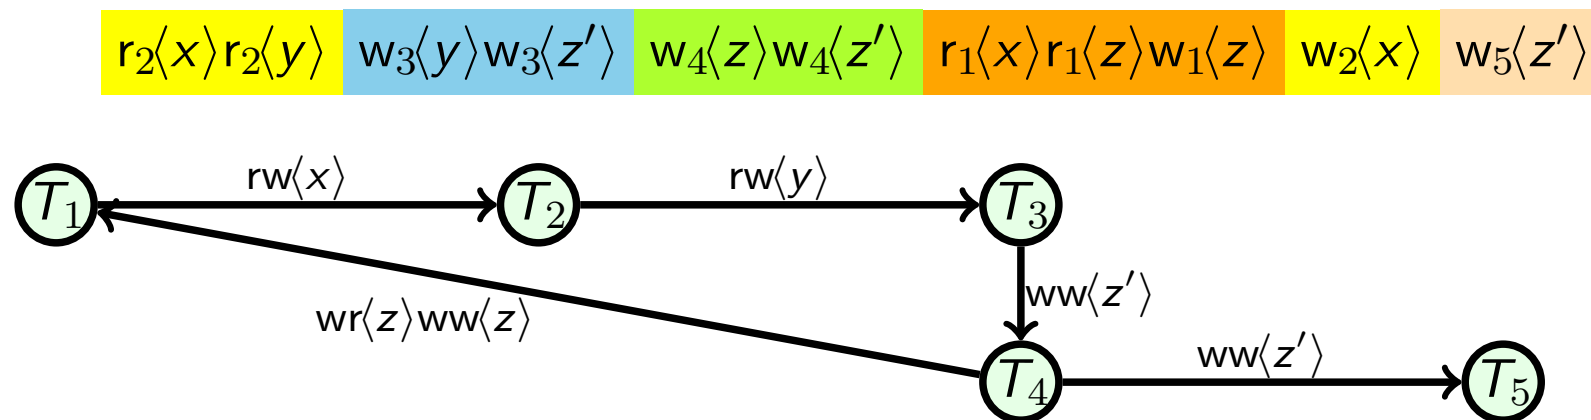 r₂⟨x⟩r₂⟨y⟩ w₃⟨y⟩w₃⟨z′⟩ w₄⟨z⟩w₄⟨z′⟩ r₁⟨x⟩r₁⟨z⟩w₁⟨z⟩ w₂⟨x⟩ w₅⟨z′⟩
rw⟨x⟩ rw⟨y⟩
T₁ T₂ T₃
ww⟨z′⟩
wr⟨z⟩ww⟨z⟩
ww⟨z′⟩
T₄ T₅